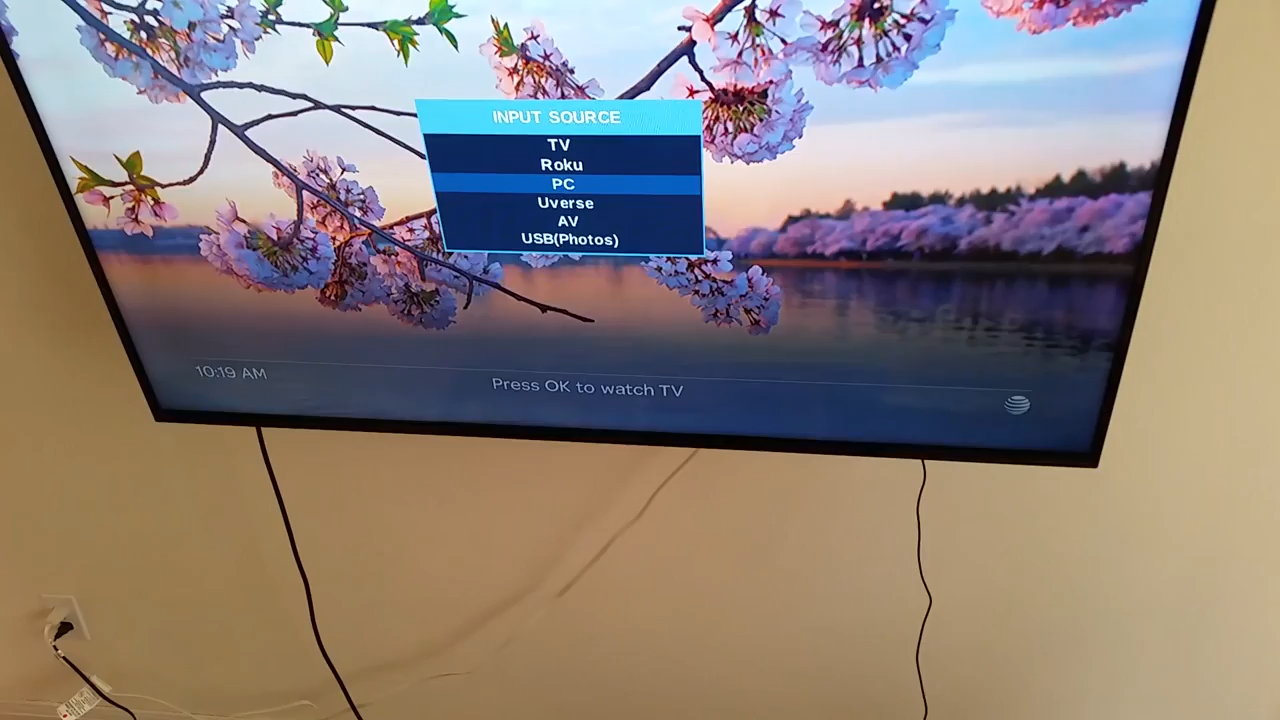 INPUT SOURCE
TV
Roku
PC
Uverse
AV
USB(Photos)
10:19 AM
Press OK to watch TV